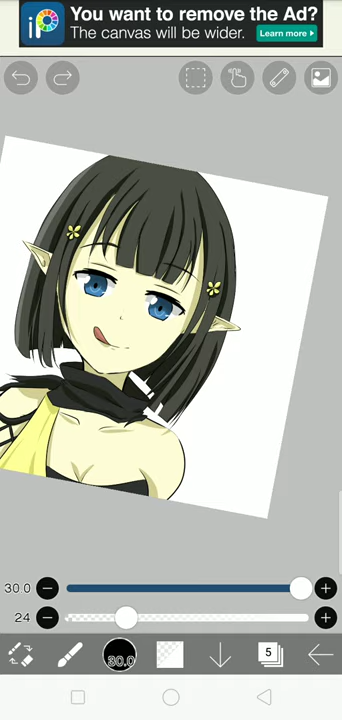 iP
You want to remove the Ad?
The canvas will be wider.
Learn more
30.0
24
30.0
5